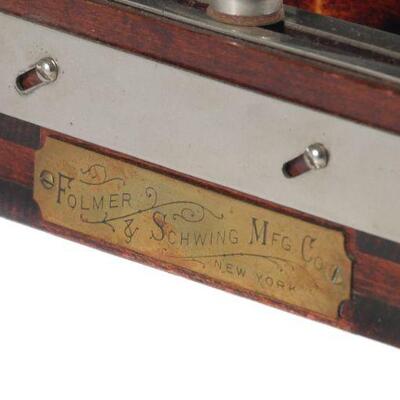 FOLMER
& SCHWING MFG CO.
NEW YORK